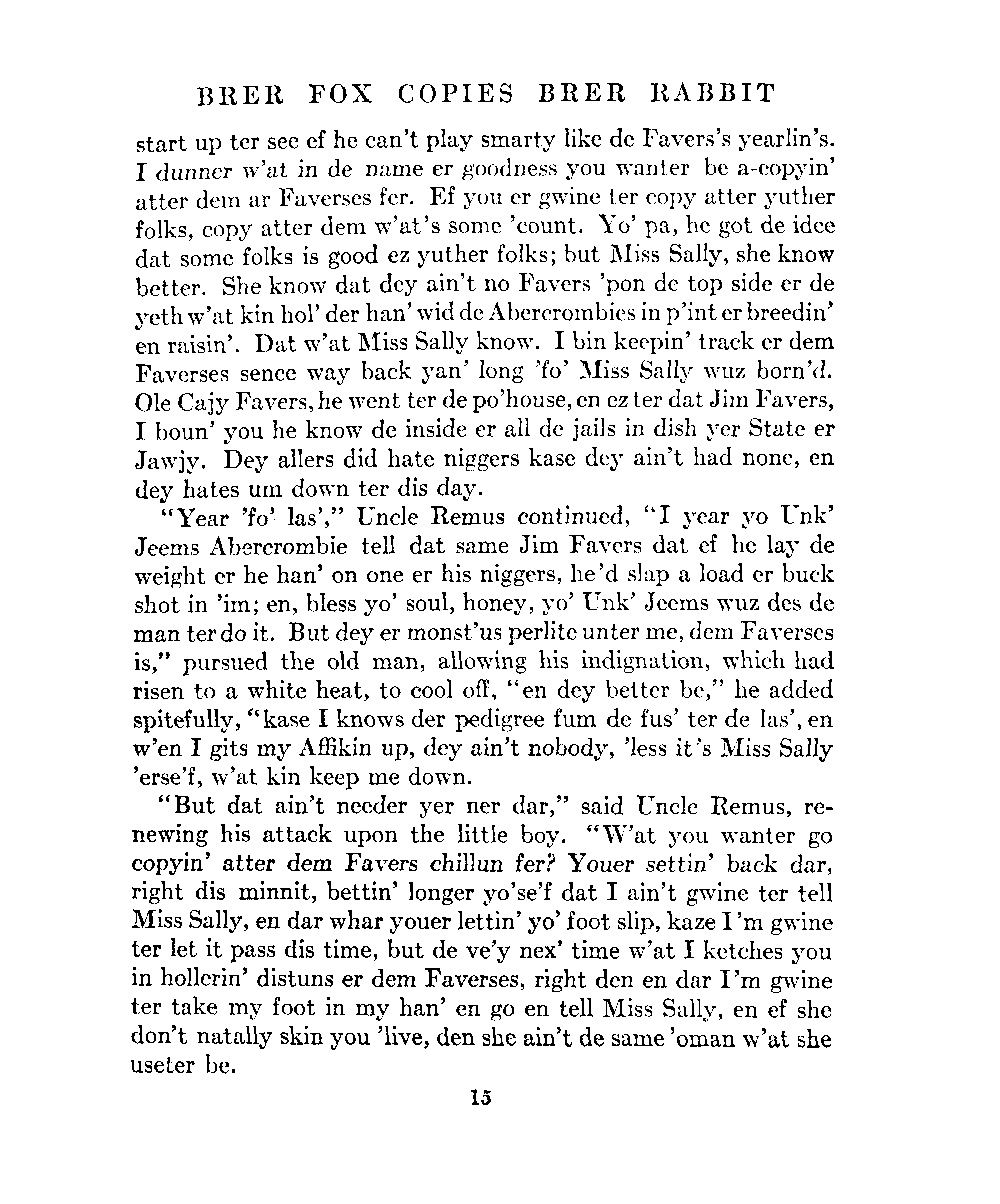 BRER FOX COPIES BRER RABBIT
start up ter see ef he can't play smarty like de Favers's yearlin's.
I dunner w'at in de name er goodness you wanter be a-copyin'
atter dem ar Faverses fer. Ef you er gwine ter copy atter yuther
folks, copy atter dem w'at's some 'count. Yo' pa, he got de idee
dat some folks is good ez yuther folks; but Miss Sally, she know
better. She know dat dey ain't no Favers 'pon de top side er de
yeth w'at kin hol' der han' wid de Abercrombies in p'int er breedin'
en raisin'. Dat w'at Miss Sally know. I bin keepin' track er dem
Faverses sence way back yan' long 'fo' Miss Sally wuz born'd.
Ole Cajy Favers, he went ter de po'house, en ez ter dat Jim Favers,
I boun' you he know de inside er all de jails in dish yer State er
Jawjy. Dey allers did hate niggers kase dey ain't had none, en
dey hates um down ter dis day.
"Year 'fo' las'," Uncle Remus continued, "I year yo Unk'
Jeems Abercrombie tell dat same Jim Favers dat ef he lay de
weight er he han' on one er his niggers, he'd slap a load er buck
shot in 'im; en, bless yo' soul, honey, yo' Unk' Jeems wuz des de
man ter do it. But dey er monst'us perlite unter me, dem Faverses
is," pursued the old man, allowing his indignation, which had
risen to a white heat, to cool off, "en dey better be," he added
spitefully, "kase I knows der pedigree fum de fus' ter de las', en
w'en I gits my Affikin up, dey ain't nobody, 'less it's Miss Sally
'erse'f, w'at kin keep me down.
"But dat ain't needer yer ner dar," said Uncle Remus, re-
newing his attack upon the little boy. "W'at you wanter go
copyin' atter dem Favers chillun fer? Youer settin' back dar,
right dis minnit, bettin' longer yo'se'f dat I ain't gwine ter tell
Miss Sally, en dar whar youer lettin' yo' foot slip, kaze I'm gwine
ter let it pass dis time, but de ve'y nex' time w'at I ketches you
in hollerin' distuns er dem Faverses, right den en dar I'm gwine
ter take my foot in my han' en go en tell Miss Sally, en ef she
don't natally skin you 'live, den she ain't de same 'oman w'at she
useter be.
15